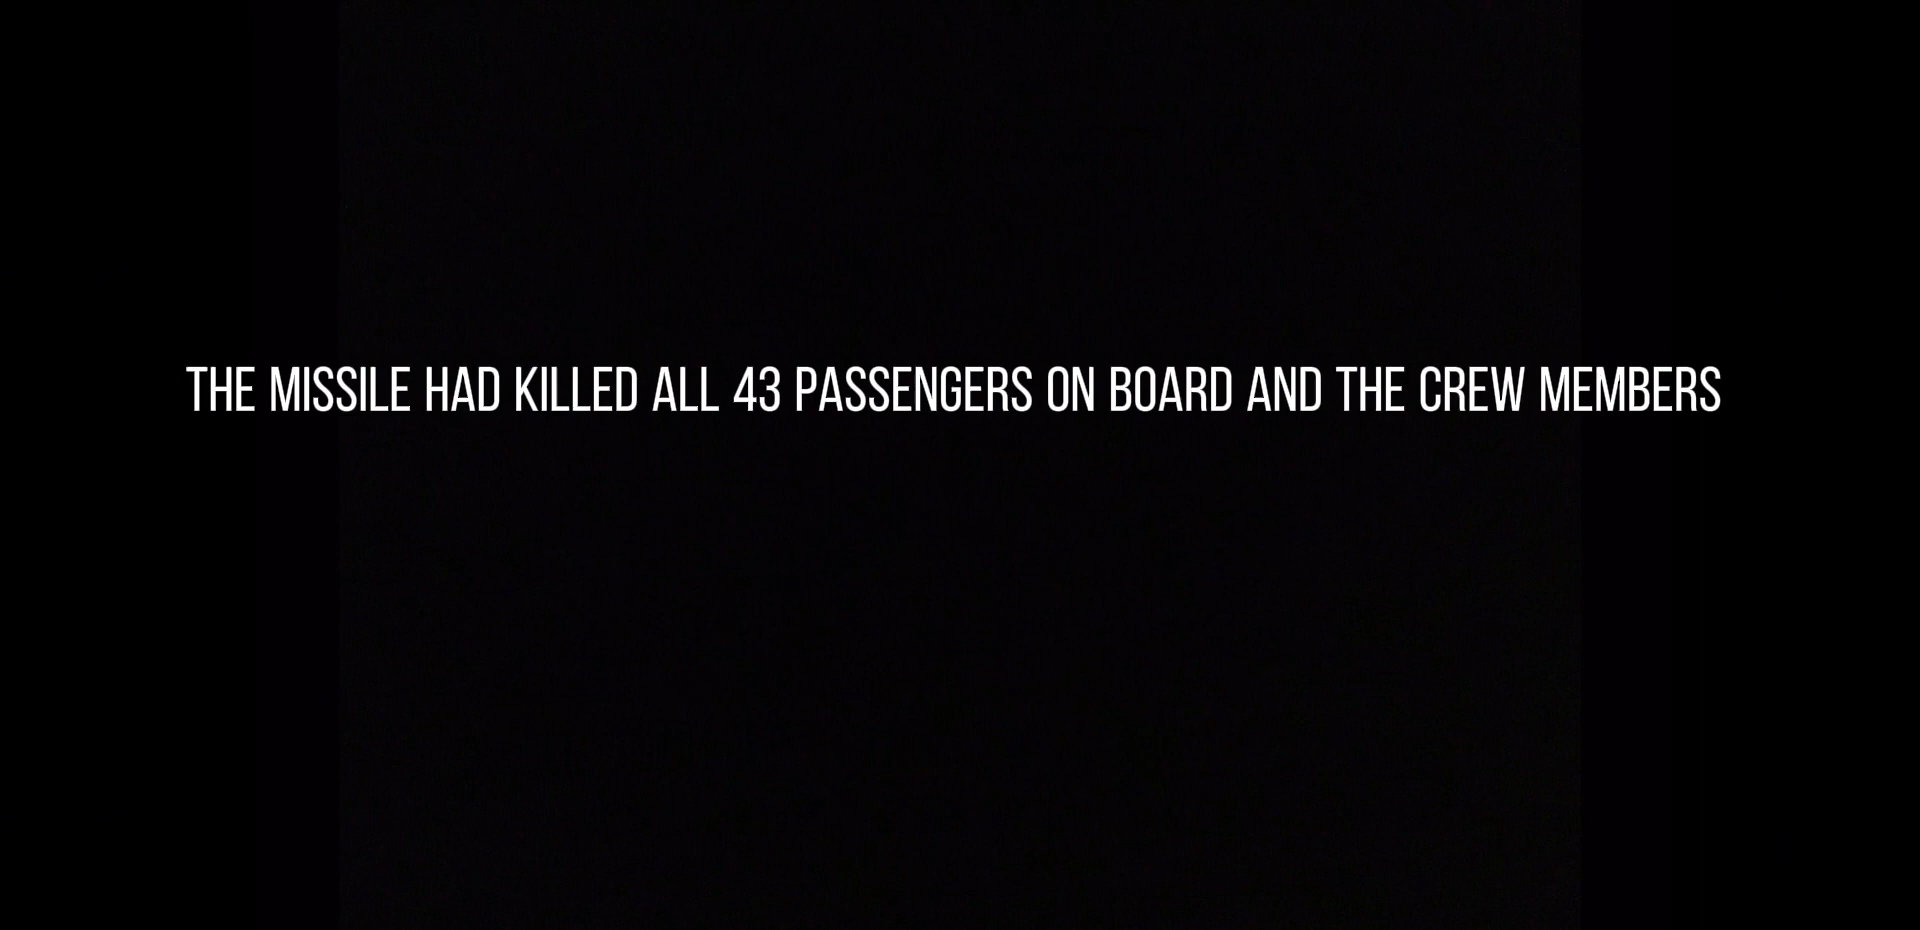 THE MISSILE HAD KILLED ALL 43 PASSENGERS ON BOARD AND THE CREW MEMBERS